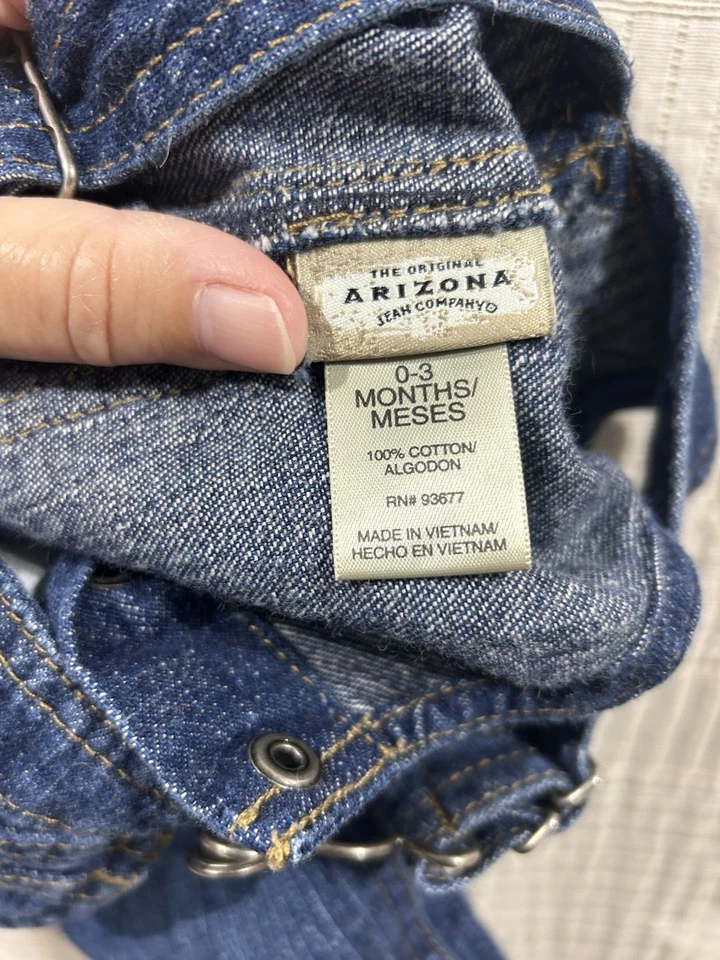 THE ORIGINAL
ARIZONA
JEAN COMPANY©
0-3
MONTHS/
MESES
100% COTTON/
ALGODON
RN# 93677
MADE IN VIETNAM/
HECHO EN VIETNAM